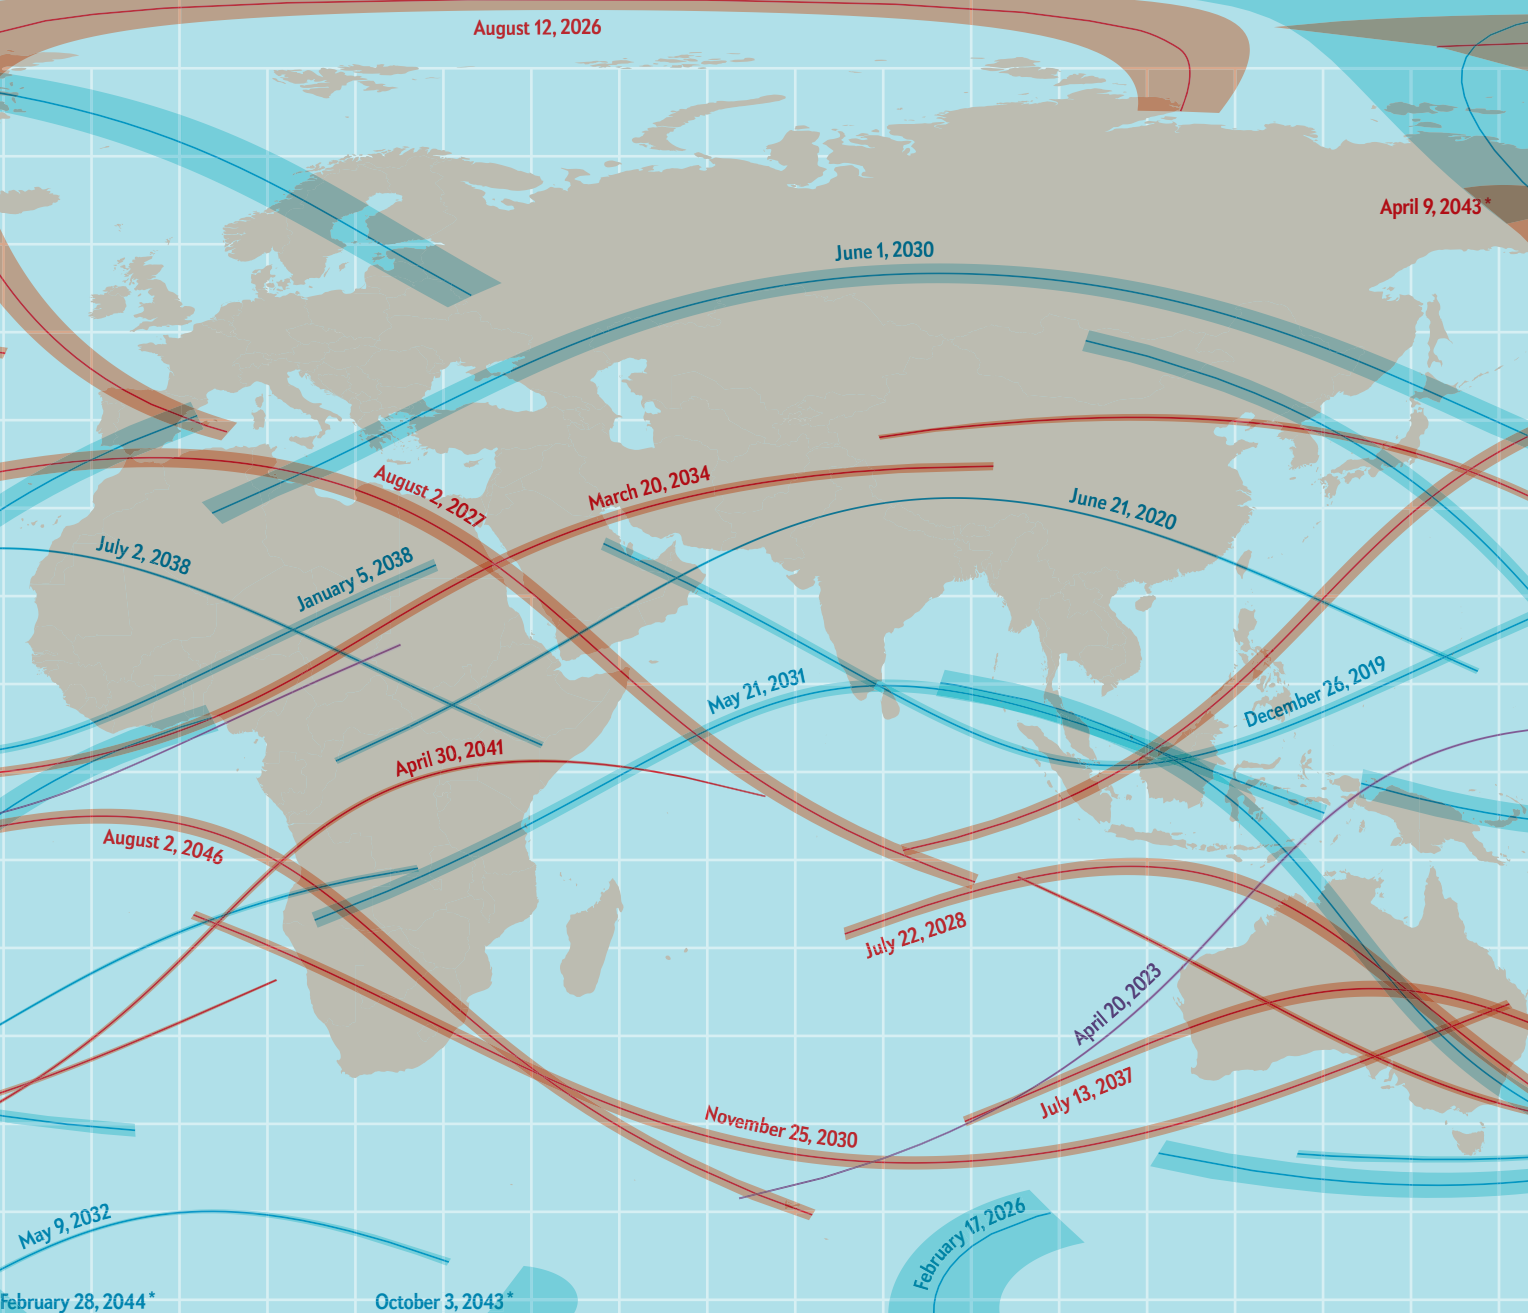 August 12, 2026
April 9, 2043*
June 1, 2030
August 2, 2027
March 20, 2034
June 21, 2020
July 2, 2038
January 5, 2038
May 21, 2031
December 26, 2019
April 30, 2041
August 2, 2046
July 22, 2028
April 20, 2023
July 13, 2037
November 25, 2030
May 9, 2032
February 17, 2026
February 28, 2044*
October 3, 2043*